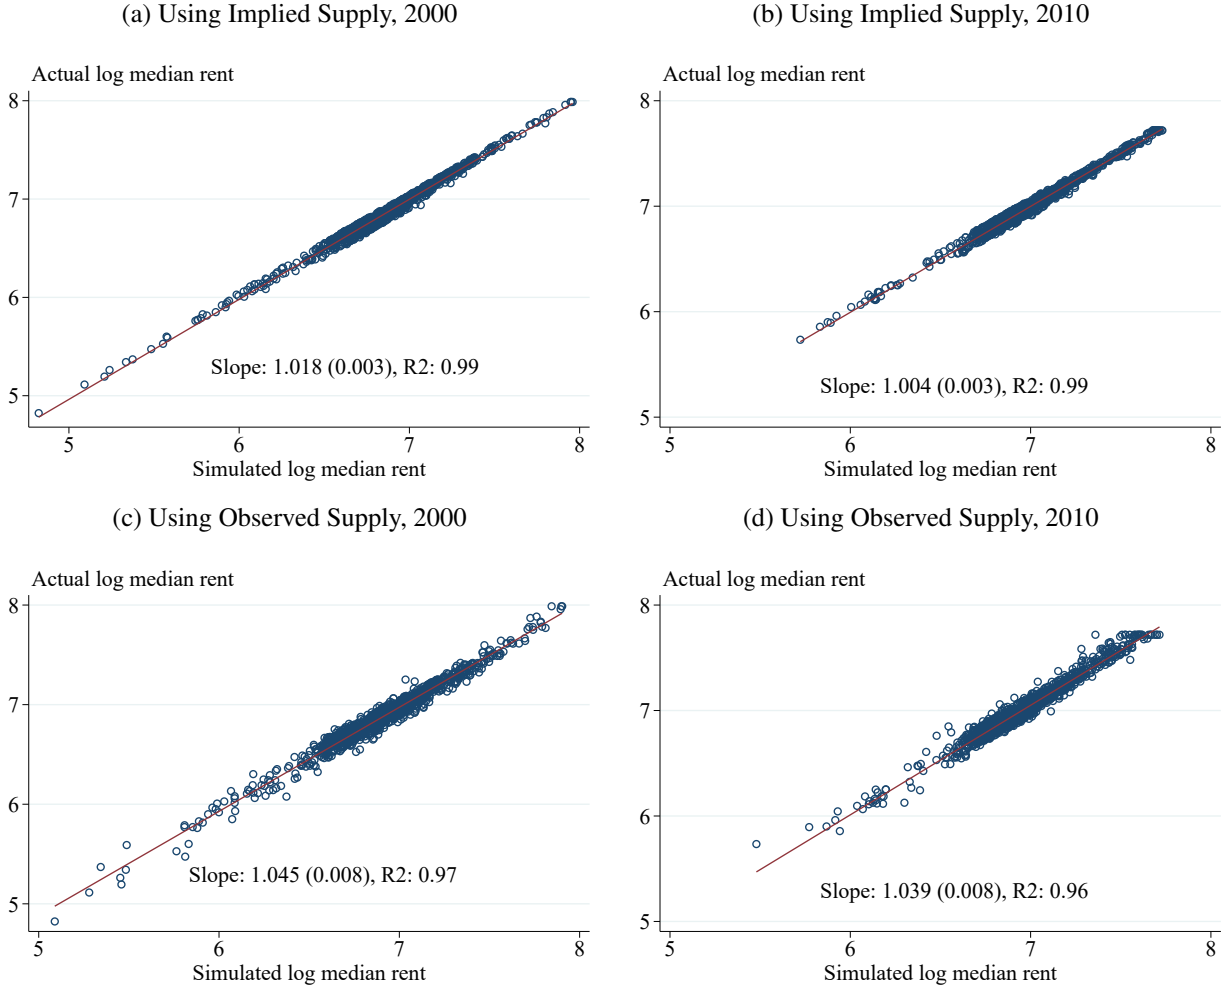 (a) Using Implied Supply, 2000
Actual log median rent
8
7
6
5
Slope: 1.018 (0.003), R2: 0.99
5 6 7 8
Simulated log median rent
(b) Using Implied Supply, 2010
Actual log median rent
8
7
6
5
Slope: 1.004 (0.003), R2: 0.99
5 6 7 8
Simulated log median rent
(c) Using Observed Supply, 2000
Actual log median rent
8
7
6
5
Slope: 1.045 (0.008), R2: 0.97
5 6 7 8
Simulated log median rent
(d) Using Observed Supply, 2010
Actual log median rent
8
7
6
5
Slope: 1.039 (0.008), R2: 0.96
5 6 7 8
Simulated log median rent